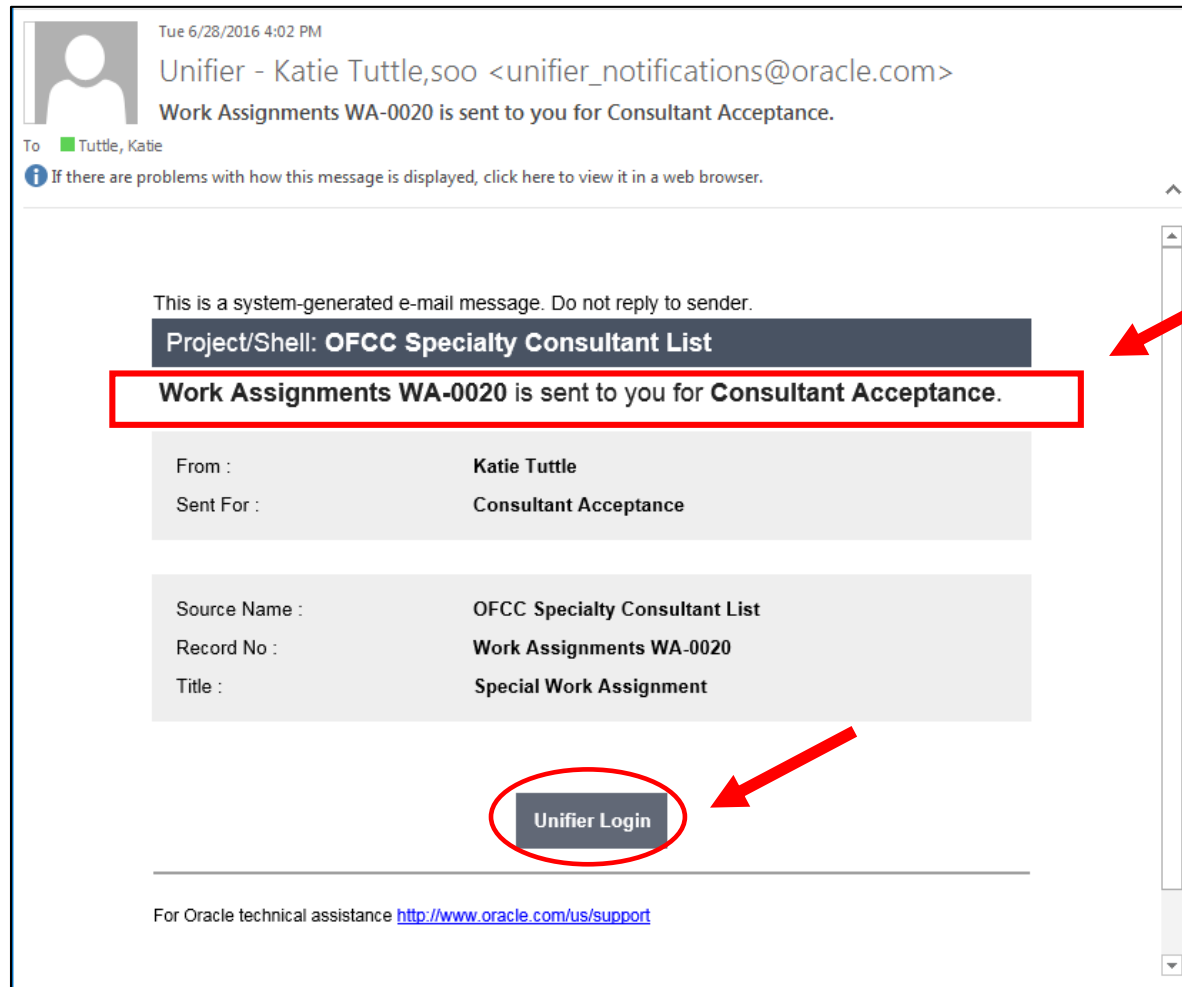 Tue 6/28/2016 4:02 PM
Unifier - Katie Tuttle,soo <unifier_notifications@oracle.com>
Work Assignments WA-0020 is sent to you for Consultant Acceptance.
To Tuttle, Katie
If there are problems with how this message is displayed, click here to view it in a web browser.
This is a system-generated e-mail message. Do not reply to sender.
Project/Shell: OFCC Specialty Consultant List
Work Assignments WA-0020 is sent to you for Consultant Acceptance.
From : Katie Tuttle
Sent For : Consultant Acceptance
Source Name : OFCC Specialty Consultant List
Record No : Work Assignments WA-0020
Title : Special Work Assignment
Unifier Login
For Oracle technical assistance http://www.oracle.com/us/support